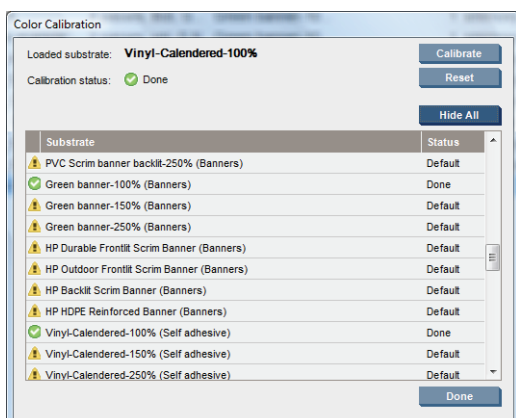 Color Calibration
Loaded substrate: Vinyl-Calendered-100% Calibrate
Calibration status: Done Reset
Hide All
Substrate Status
PVC Scrim banner backlit-250% (Banners) Default
Green banner-100% (Banners) Done
Green banner-150% (Banners) Default
Green banner-250% (Banners) Default
HP Durable Frontlit Scrim Banner (Banners) Default
HP Outdoor Frontlit Scrim Banner (Banners) Default
HP Backlit Scrim Banner (Banners) Default
HP HDPE Reinforced Banner (Banners) Default
Vinyl-Calendered-100% (Self adhesive) Done
Vinyl-Calendered-150% (Self adhesive) Default
Vinyl-Calendered-250% (Self adhesive) Default
Done